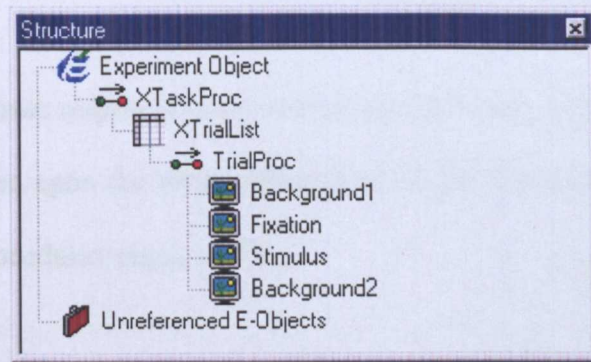 Structure
Experiment Object
XTaskProc
XTrialList
TrialProc
Background1
Fixation
Stimulus
Background2
Unreferenced E-Objects